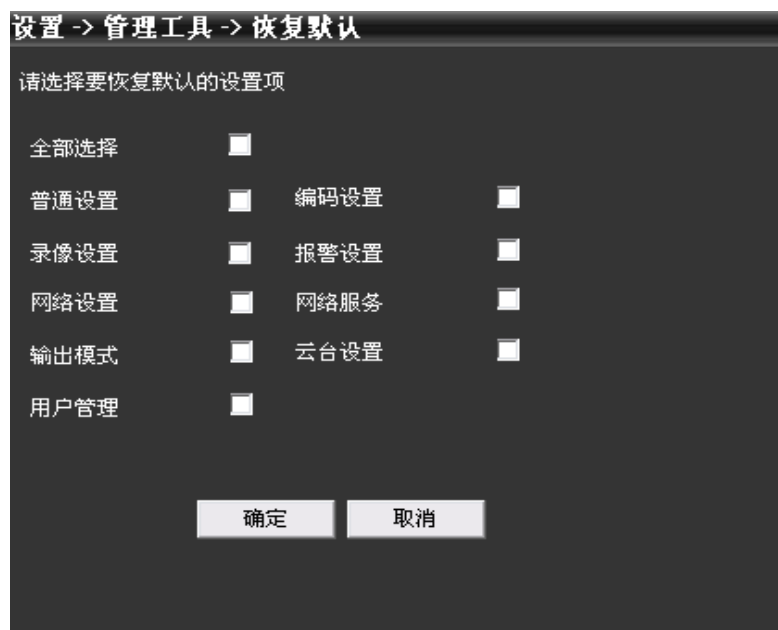 设置 -> 管理工具 -> 恢复默认
请选择要恢复默认的设置项
全部选择
普通设置 编码设置
录像设置 报警设置
网络设置 网络服务
输出模式 云台设置
用户管理
确定 取消